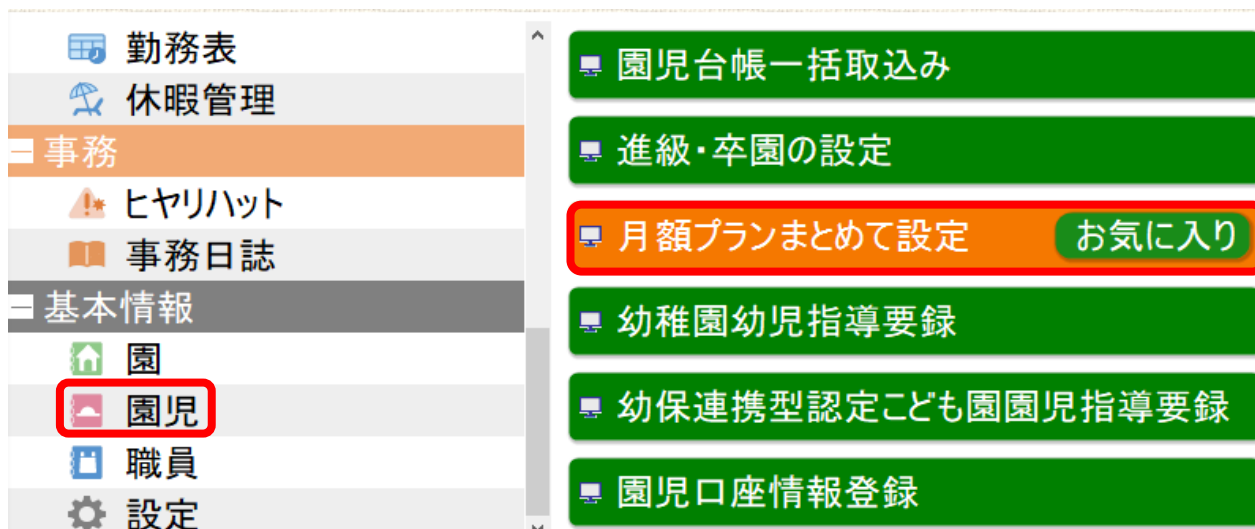 勤務表
休暇管理
事務
ヒヤリハット
事務日誌
基本情報
園
園児
職員
設定
園児台帳一括取込み
進級・卒園の設定
月額プランまとめて設定 お気に入り
幼稚園幼児指導要録
幼保連携型認定こども園園児指導要録
園児口座情報登録